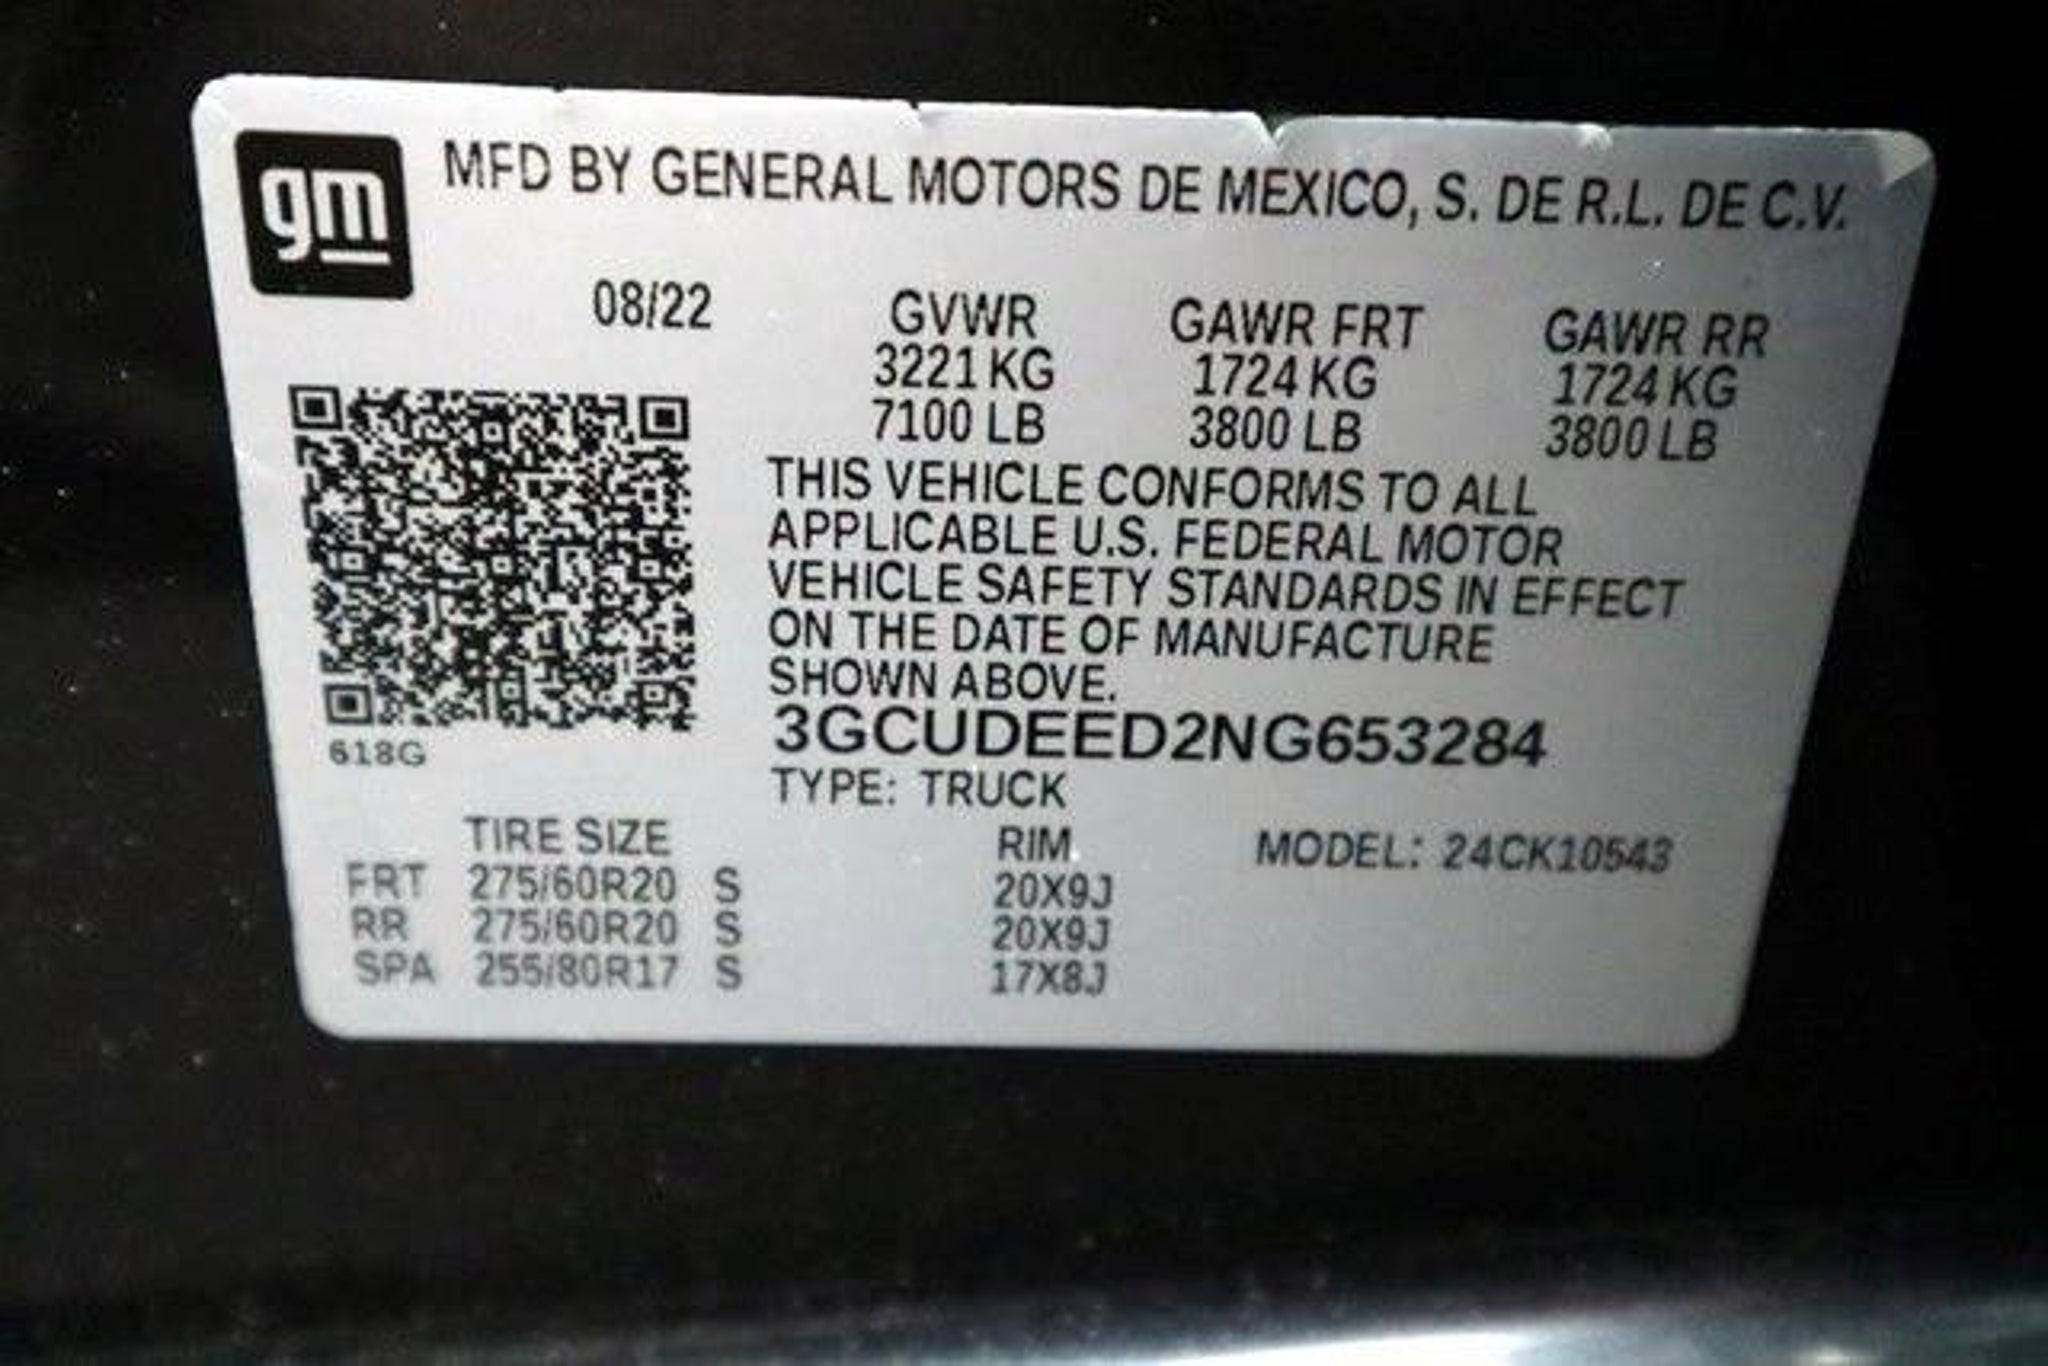 gm
MFD BY GENERAL MOTORS DE MEXICO, S. DE R.L. DE C.V.
08/22 GVWR GAWR FRT GAWR RR
3221 KG 1724 KG 1724 KG
7100 LB 3800 LB 3800 LB
THIS VEHICLE CONFORMS TO ALL
APPLICABLE U.S. FEDERAL MOTOR
VEHICLE SAFETY STANDARDS IN EFFECT
ON THE DATE OF MANUFACTURE
SHOWN ABOVE.
3GCUDEED2NG653284
618G
TYPE: TRUCK
TIRE SIZE RIM MODEL: 24CK10543
FRT 275/60R20 S 20X9J
RR 275/60R20 S 20X9J
SPA 255/80R17 S 17X8J